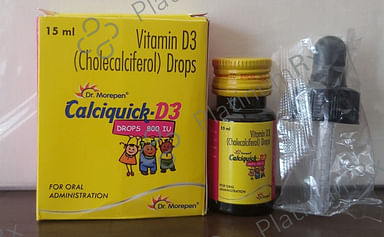 15 ml
Vitamin D3
(Cholecalciferol) Drops
Dr. Morepen®
Calciquick-D3
DROPS 800 IU
FOR ORAL
ADMINISTRATION
Dr. Morepen®
15 ml
Vitamin D3
(Cholecalciferol) Drops
Calciquick-D3